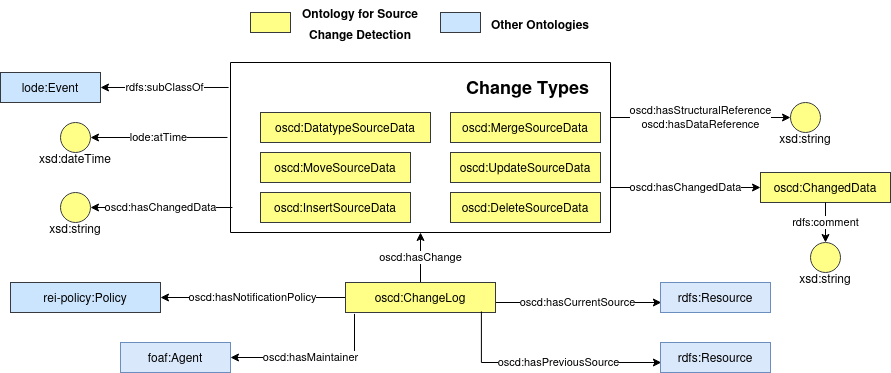 Ontology for Source
Change Detection
Other Ontologies
Change Types
lode:Event
rdfs:subClassOf
oscd:DatatypeSourceData
oscd:MergeSourceData
oscd:hasStructuralReference
oscd:hasDataReference
xsd:string
lode:atTime
xsd:dateTime
oscd:MoveSourceData
oscd:UpdateSourceData
oscd:hasChangedData
oscd:ChangedData
oscd:hasChangedData
xsd:string
oscd:InsertSourceData
oscd:DeleteSourceData
rdfs:comment
xsd:string
oscd:hasChange
rei-policy:Policy
oscd:hasNotificationPolicy
oscd:ChangeLog
oscd:hasCurrentSource
rdfs:Resource
foaf:Agent
oscd:hasMaintainer
oscd:hasPreviousSource
rdfs:Resource